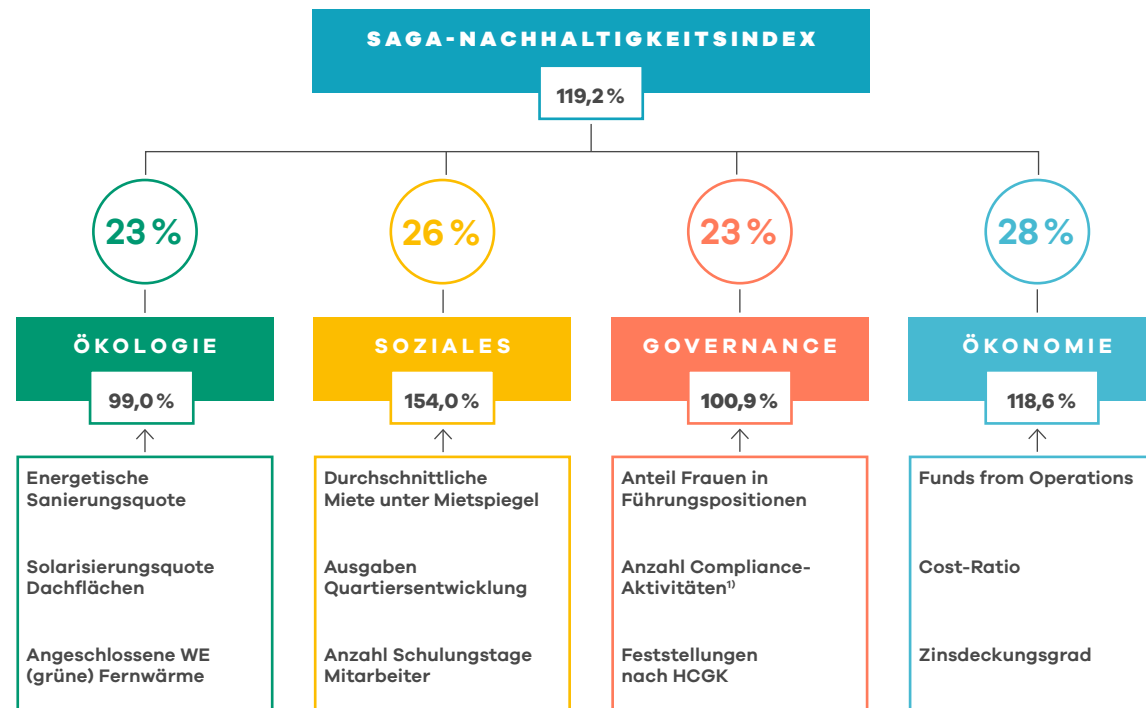 SAGA-NACHHALTIGKEITSINDEX
119,2 %
23 %
26 %
23 %
28 %
ÖKOLOGIE
99,0 %
SOZIALES
154,0 %
GOVERNANCE
100,9 %
ÖKONOMIE
118,6 %
Energetische
Sanierungsquote
Solarisierungsquote
Dachflächen
Angeschlossene WE
(grüne) Fernwärme
Durchschnittliche
Miete unter Mietspiegel
Ausgaben
Quartiersentwicklung
Anzahl Schulungstage
Mitarbeiter
Anteil Frauen in
Führungspositionen
Anzahl Compliance-
Aktivitäten¹⁾
Feststellungen
nach HCGK
Funds from Operations
Cost-Ratio
Zinsdeckungsgrad